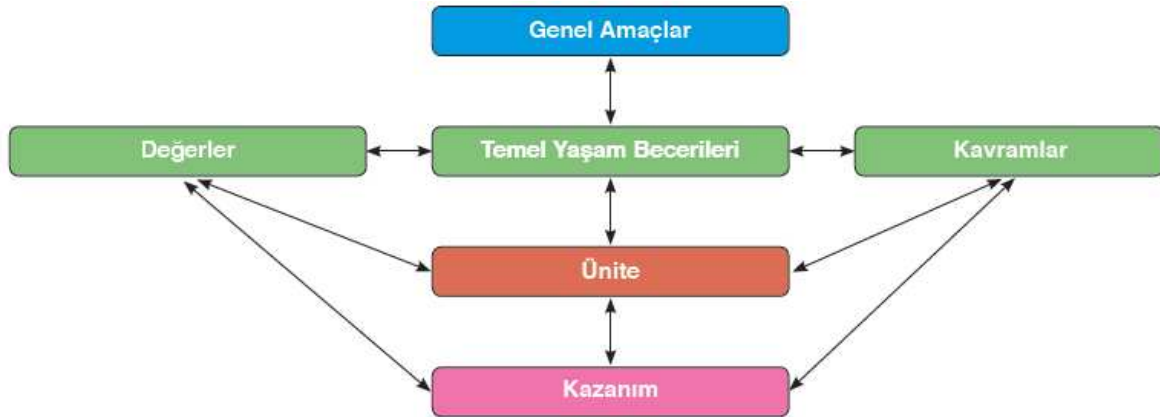 Genel Amaçlar
Değerler
Temel Yaşam Becerileri
Kavramlar
Ünite
Kazanım